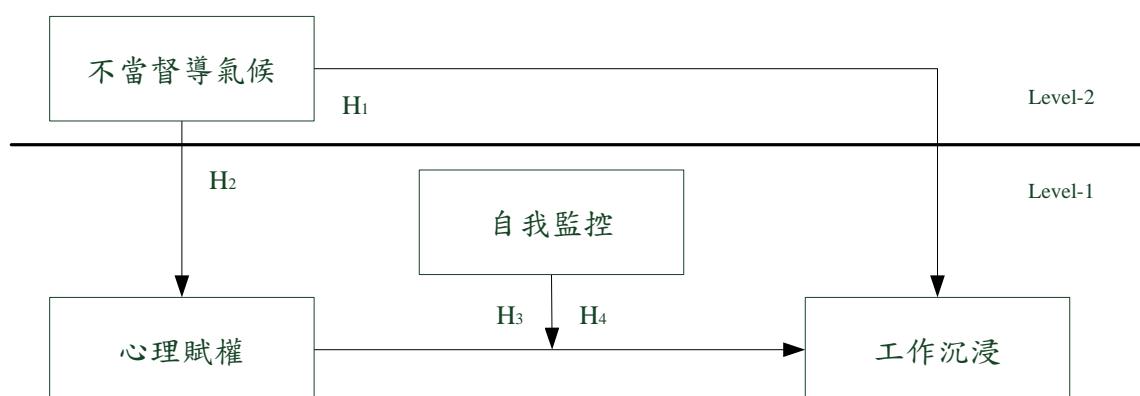 不當督導氣候
H1
Level-2
H2
Level-1
自我監控
H3
H4
心理賦權
工作沉浸